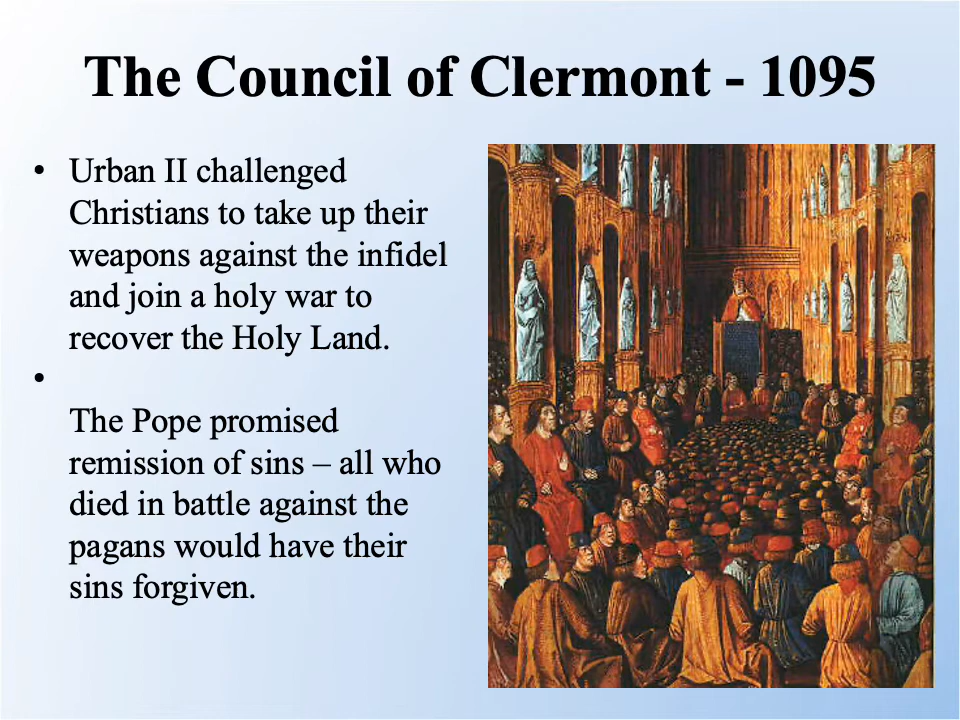 The Council of Clermont - 1095
• Urban II challenged
Christians to take up their
weapons against the infidel
and join a holy war to
recover the Holy Land.
•
The Pope promised
remission of sins – all who
died in battle against the
pagans would have their
sins forgiven.